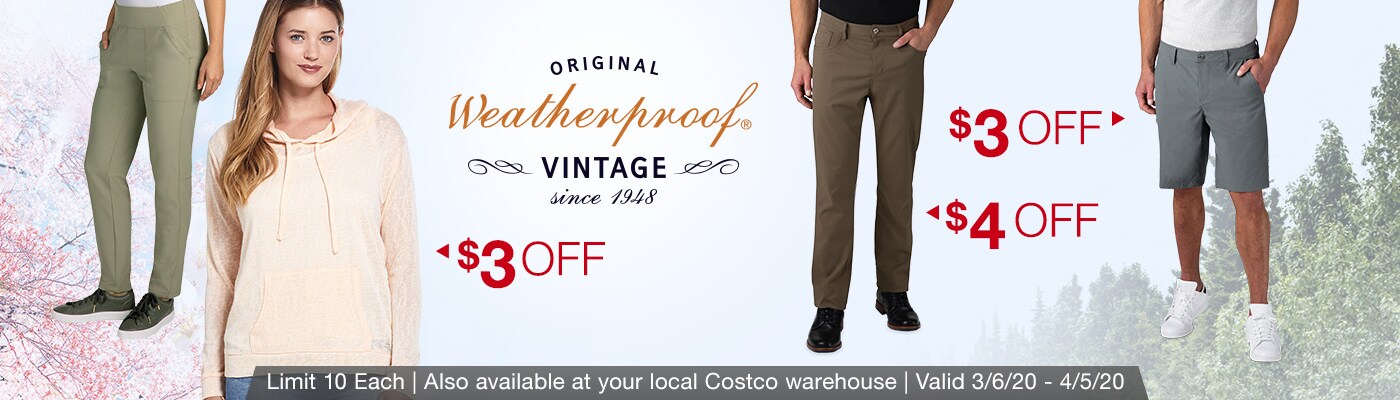 ORIGINAL
Weatherproof®
VINTAGE
since 1948
$3 OFF
$3 OFF
$4 OFF
Limit 10 Each | Also available at your local Costco warehouse | Valid 3/6/20 - 4/5/20